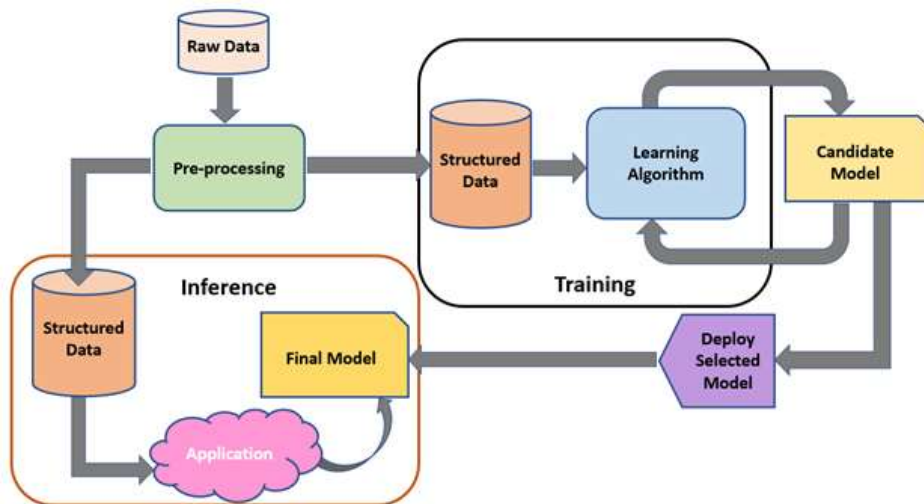 Raw Data
Pre-processing
Structured
Data
Learning
Algorithm
Candidate
Model
Training
Inference
Structured
Data
Final Model
Deploy
Selected
Model
Application